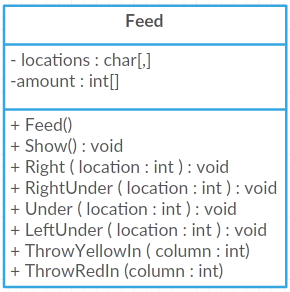 Feed
- locations : char[,]
-amount : int[]
+ Feed()
+ Show() : void
+ Right ( location : int ) : void
+ RightUnder ( location : int ) : void
+ Under ( location : int ) : void
+ LeftUnder ( location : int ) : void
+ ThrowYellowIn ( column : int)
+ ThrowRedIn (column : int)